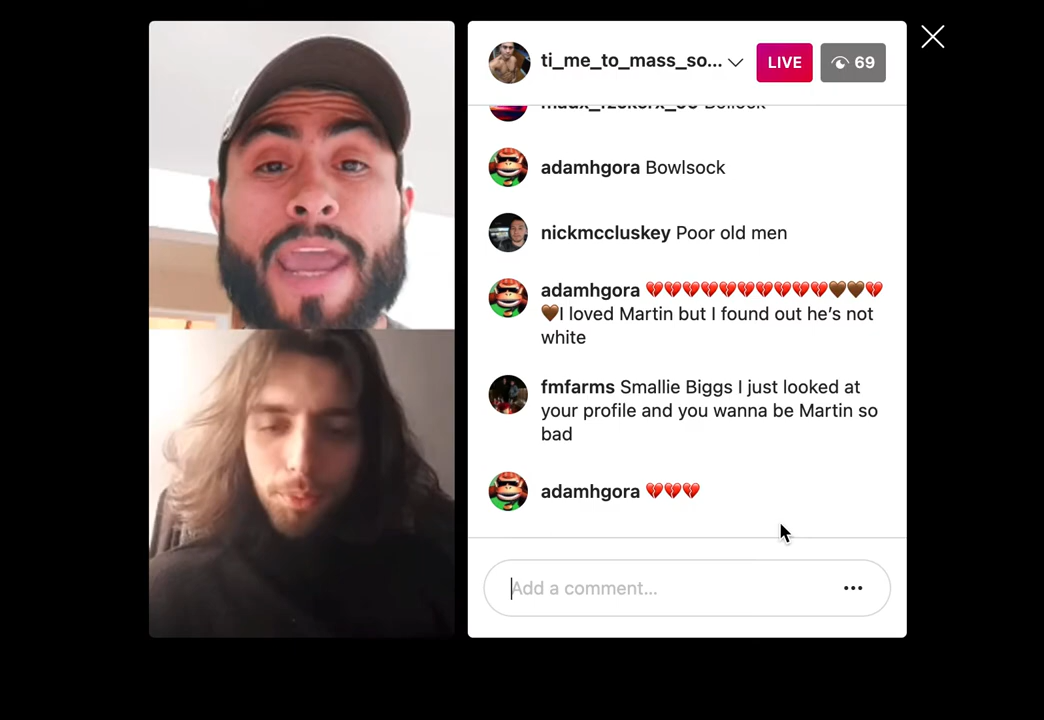 ti_me_to_mass_so...
LIVE
69
adamhgora Bowlsock
nickmccluskey Poor old men
adamhgora 💔💔💔💔💔💔💔💔💔💔🤎🤎💔
🤎I loved Martin but I found out he’s not
white
fmfarms Smallie Biggs I just looked at
your profile and you wanna be Martin so
bad
adamhgora 💔💔💔
Add a comment...